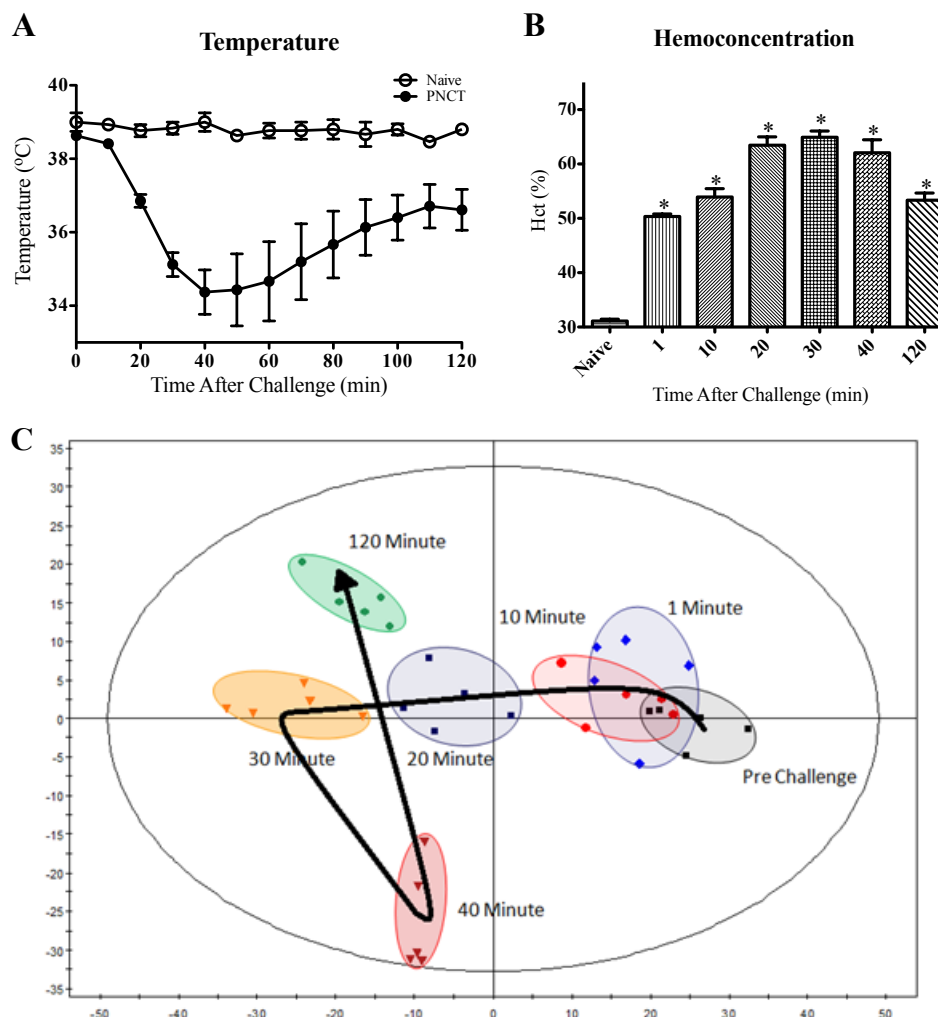 A
Temperature
Naive
PNCT
40
38
36
34
Temperature (ºC)
0 20 40 60 80 100 120
Time After Challenge (min)
B
Hemoconcentration
70
60
50
40
30
Hct (%)
* * * * * *
Naive 1 10 20 30 40 120
Time After Challenge (min)
C
35
30
25
20
15
10
5
0
-5
-10
-15
-20
-25
-30
-35
120 Minute
10 Minute
1 Minute
30 Minute
20 Minute
Pre Challenge
40 Minute
-50 -40 -30 -20 -10 0 10 20 30 40 50